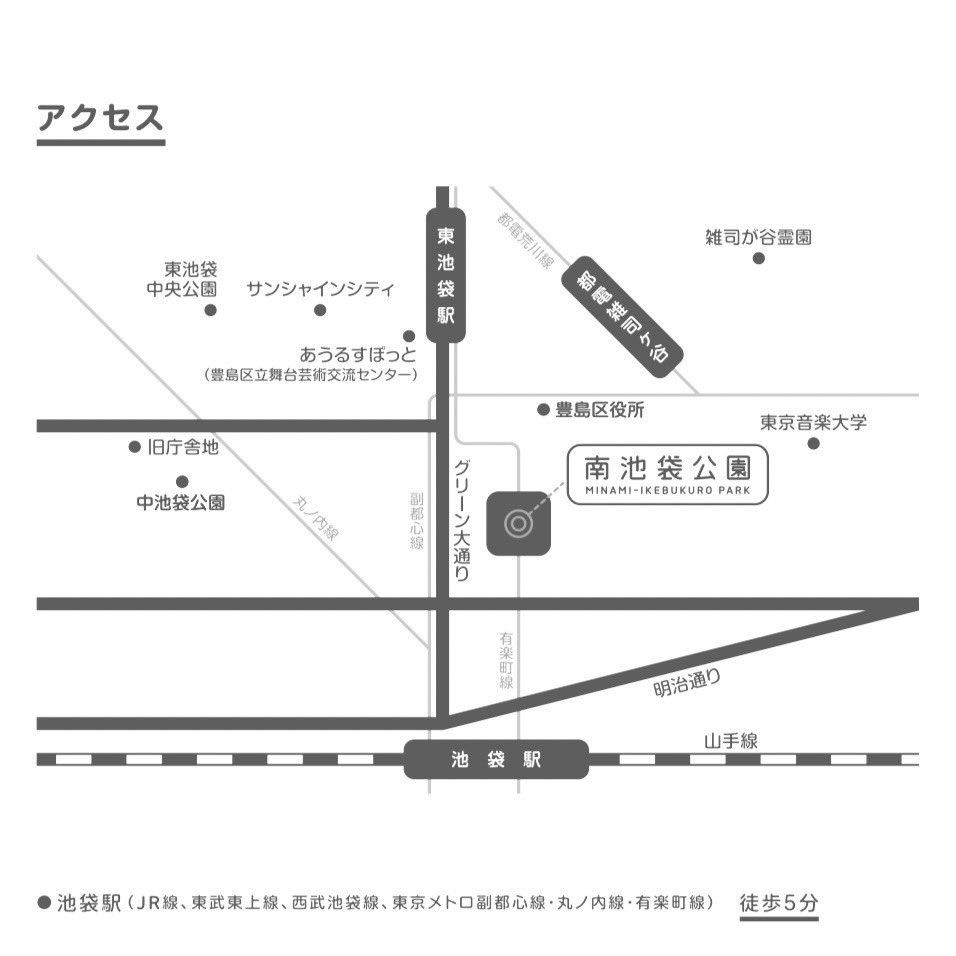 アクセス
都電荒川線
雑司が谷霊園
東池袋駅
東池袋
中央公園
サンシャインシティ
都電雑司ヶ谷
あうるすぽっと
（豊島区立舞台芸術交流センター）
豊島区役所
東京音楽大学
旧庁舎地
南池袋公園
MINAMI-IKEBUKURO PARK
中池袋公園
丸ノ内線
副都心線
グリーン大通り
有楽町線
明治通り
山手線
池袋駅
●池袋駅（JR線、東武東上線、西武池袋線、東京メトロ副都心線・丸ノ内線・有楽町線） 徒歩5分